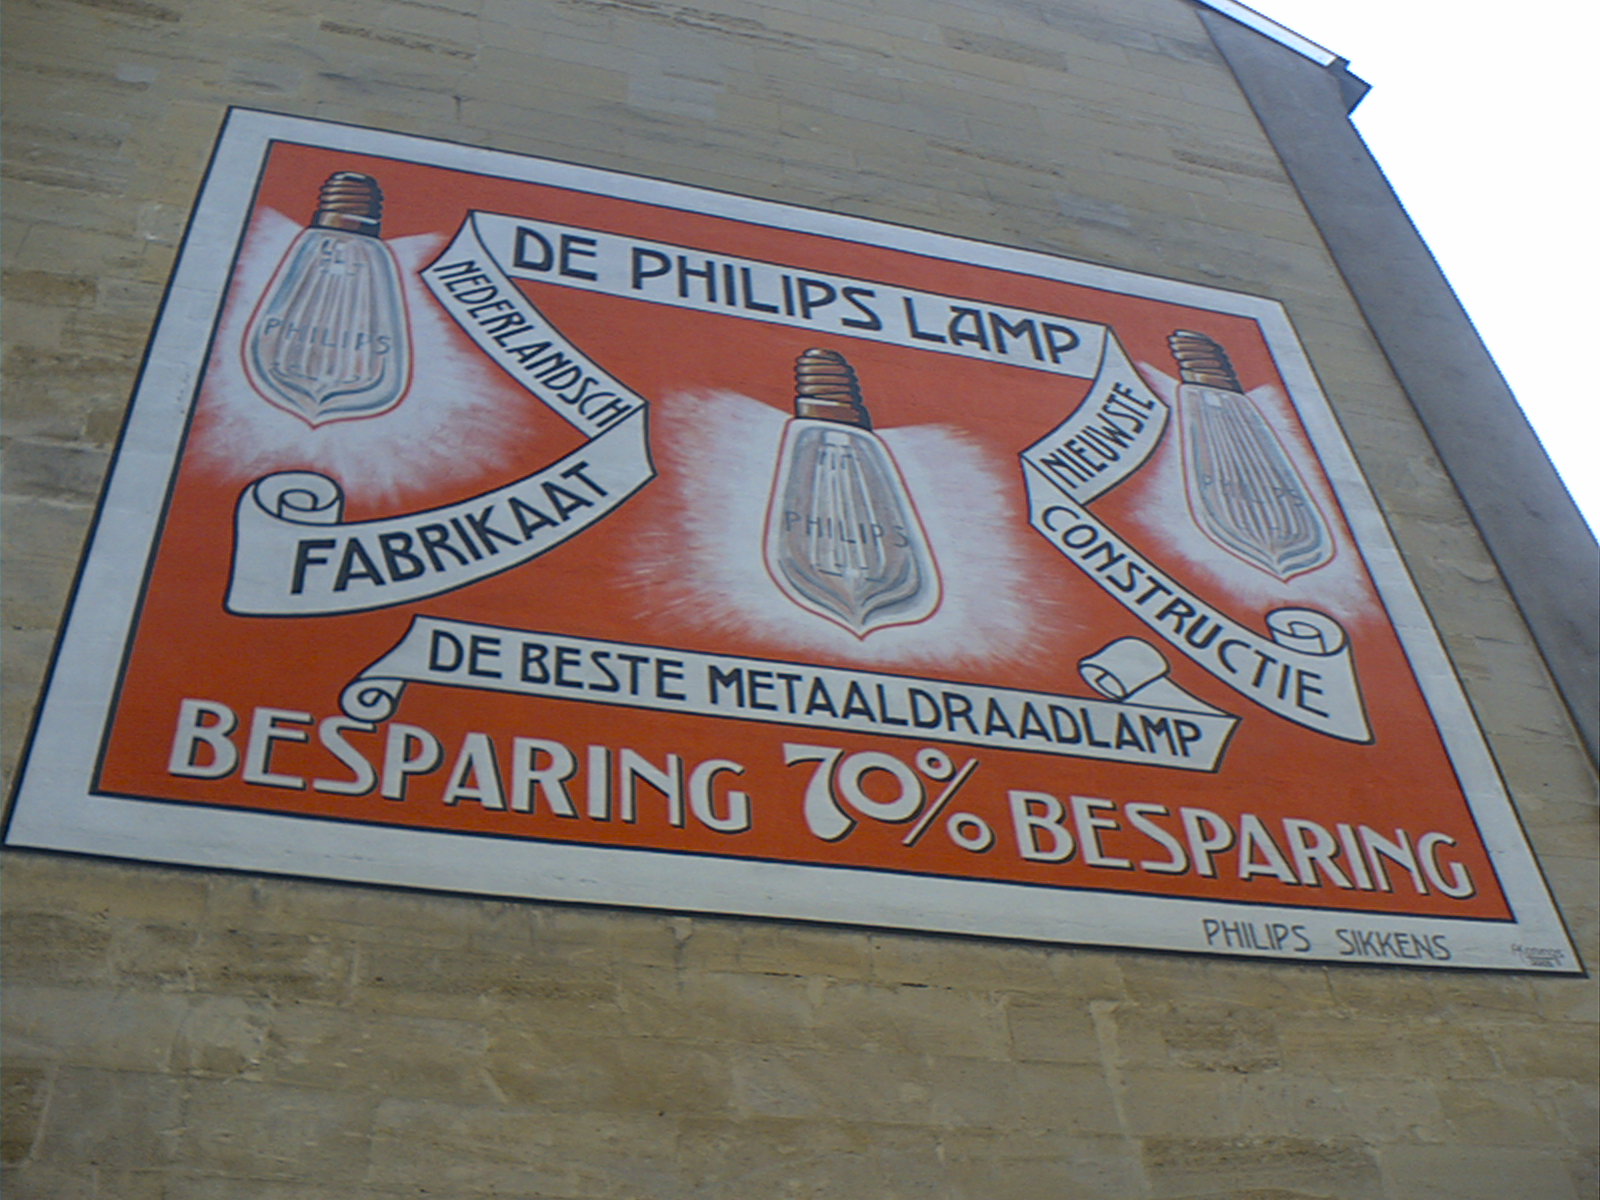 DE PHILIPS LAMP
NEDERLANDSCH
FABRIKAAT
NIEUWSTE
CONSTRUCTIE
PHILIPS
PHILIPS
PHILIPS
DE BESTE METAALDRAADLAMP
BESPARING 70% BESPARING
PHILIPS SIKKENS